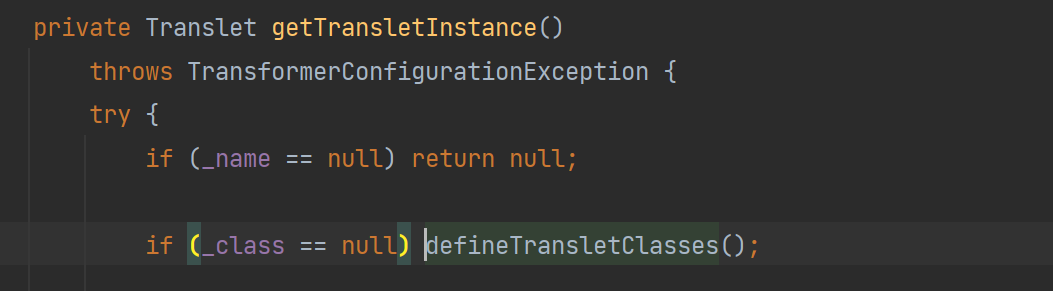 private Translet getTransletInstance()
throws TransformerConfigurationException {
try {
if (_name == null) return null;
if (_class == null) defineTransletClasses();